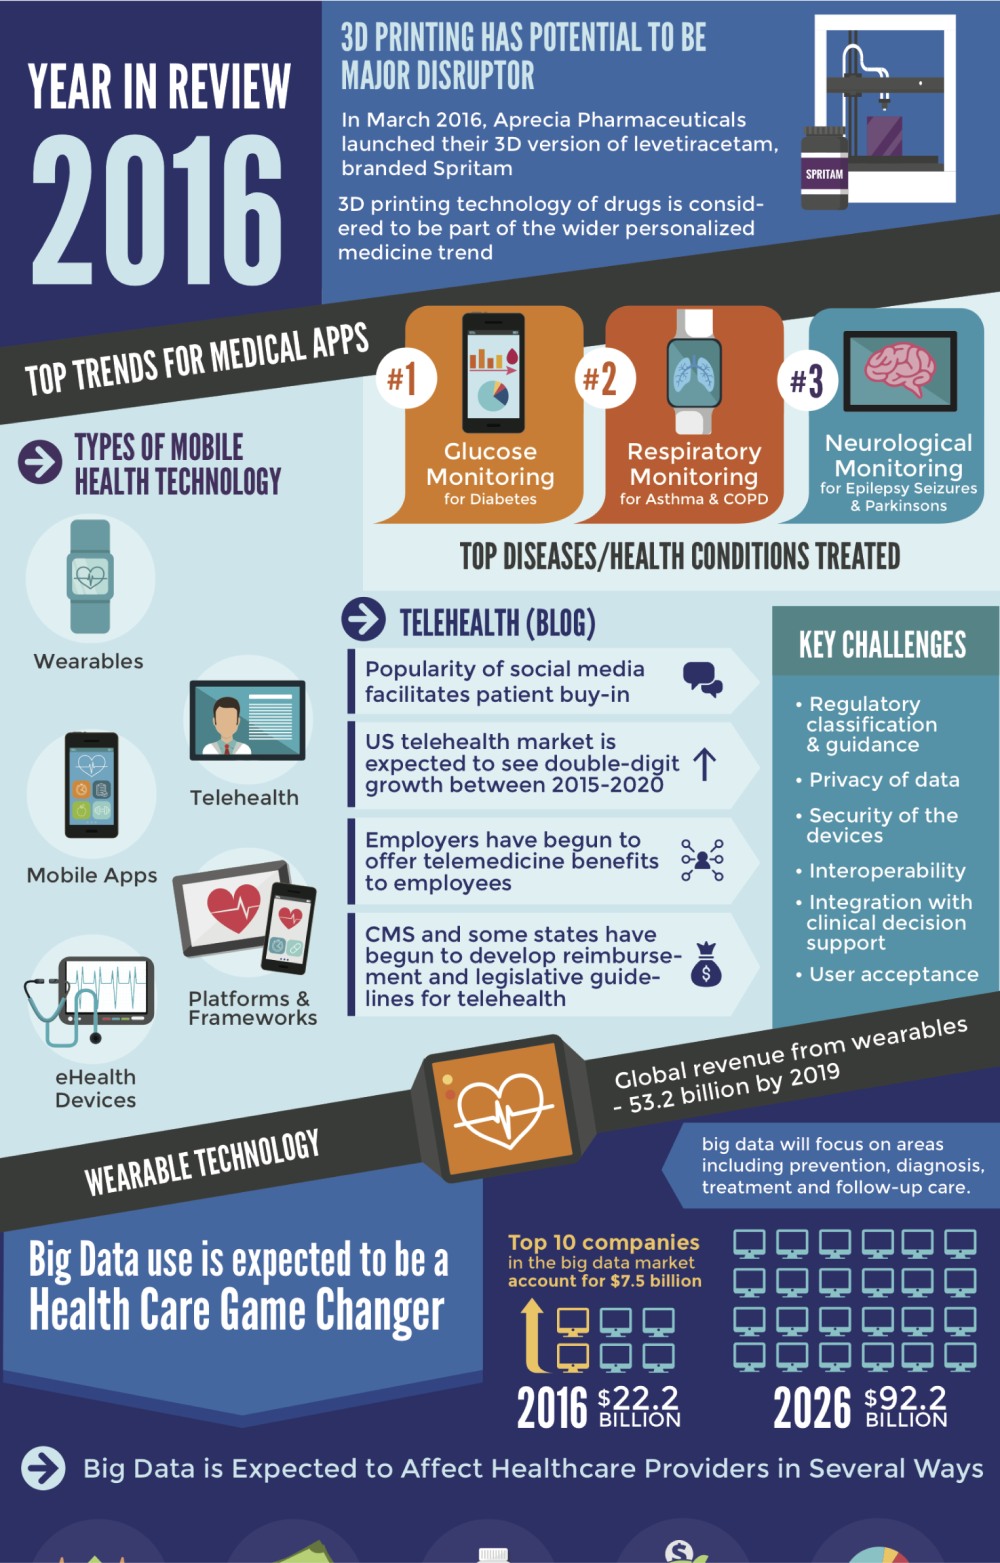 YEAR IN REVIEW
2016
3D PRINTING HAS POTENTIAL TO BE
MAJOR DISRUPTOR
In March 2016, Aprecia Pharmaceuticals
launched their 3D version of levetiracetam,
branded Spritam
3D printing technology of drugs is consid-
ered to be part of the wider personalized
medicine trend
SPRITAM
TOP TRENDS FOR MEDICAL APPS
#1
Glucose
Monitoring
for Diabetes
#2
Respiratory
Monitoring
for Asthma & COPD
#3
Neurological
Monitoring
for Epilepsy Seizures
& Parkinsons
TOP DISEASES/HEALTH CONDITIONS TREATED
TYPES OF MOBILE
HEALTH TECHNOLOGY
Wearables
Telehealth
Mobile Apps
Platforms &
Frameworks
eHealth
Devices
TELEHEALTH (BLOG)
Popularity of social media
facilitates patient buy-in
US telehealth market is
expected to see double-digit
growth between 2015-2020
Employers have begun to
offer telemedicine benefits
to employees
CMS and some states have
begun to develop reimburse-
ment and legislative guide-
lines for telehealth
$
KEY CHALLENGES
• Regulatory
classification
& guidance
• Privacy of data
• Security of the
devices
• Interoperability
• Integration with
clinical decision
support
• User acceptance
WEARABLE TECHNOLOGY
Global revenue from wearables
- 53.2 billion by 2019
big data will focus on areas
including prevention, diagnosis,
treatment and follow-up care.
Big Data use is expected to be a
Health Care Game Changer
Top 10 companies
in the big data market
account for $7.5 billion
2016 $22.2
BILLION
2026 $92.2
BILLION
Big Data is Expected to Affect Healthcare Providers in Several Ways
$